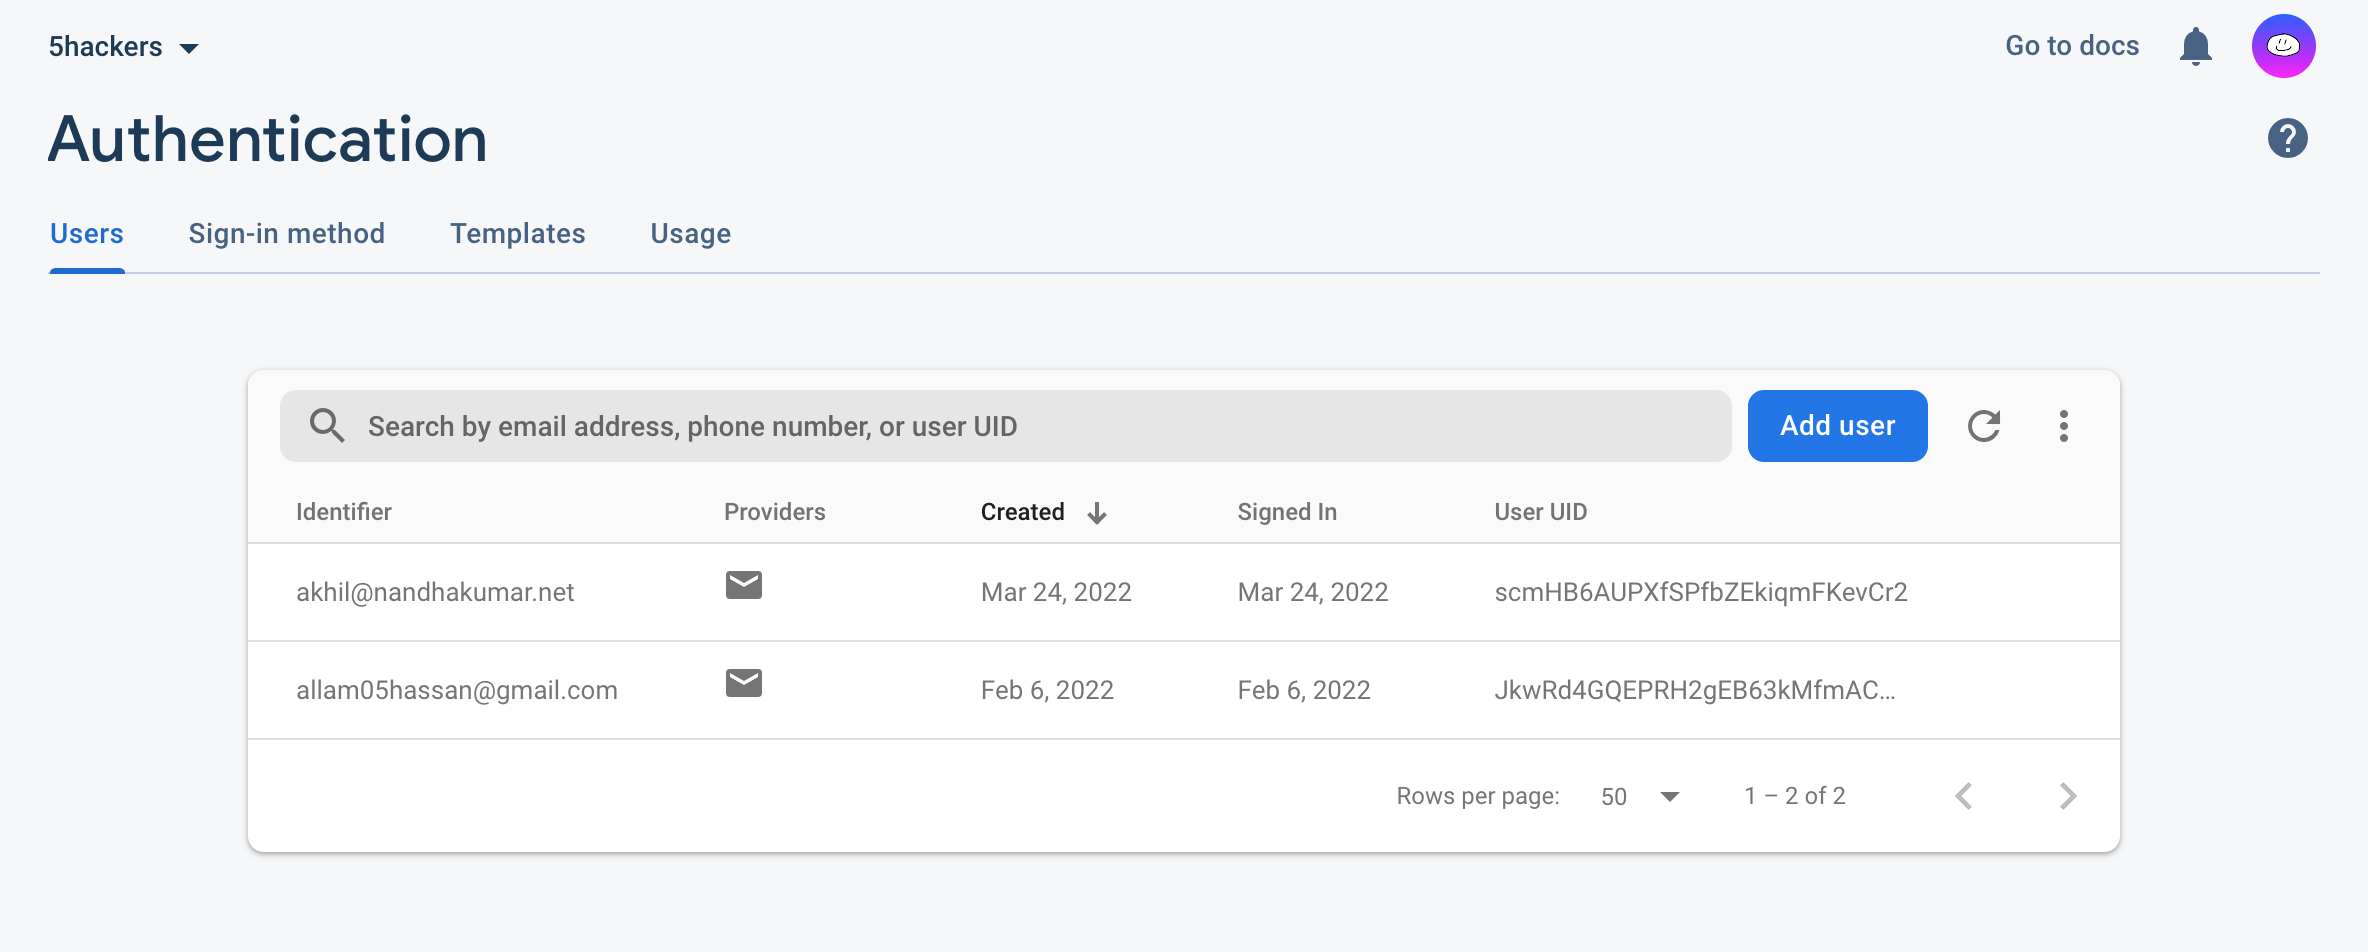 5hackers
Go to docs
Authentication
?
Users Sign-in method Templates Usage
Search by email address, phone number, or user UID
Add user
Identifier Providers Created Signed In User UID
akhil@nandhakumar.net Mar 24, 2022 Mar 24, 2022 scmHB6AUPXfSPfbZEkiqmFKevCr2
allam05hassan@gmail.com Feb 6, 2022 Feb 6, 2022 JkwRd4GQEPRH2gEB63kMfmAC...
Rows per page: 50 1 – 2 of 2